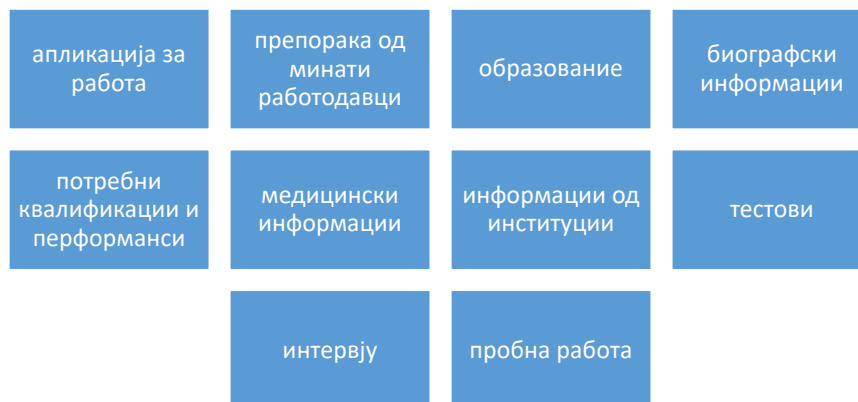 апликација за
работа
препорака од
минати
работодавци
образование
биографски
информации
потребни
квалификации и
перформанси
медицински
информации
информации од
институции
тестови
интервју
пробна работа